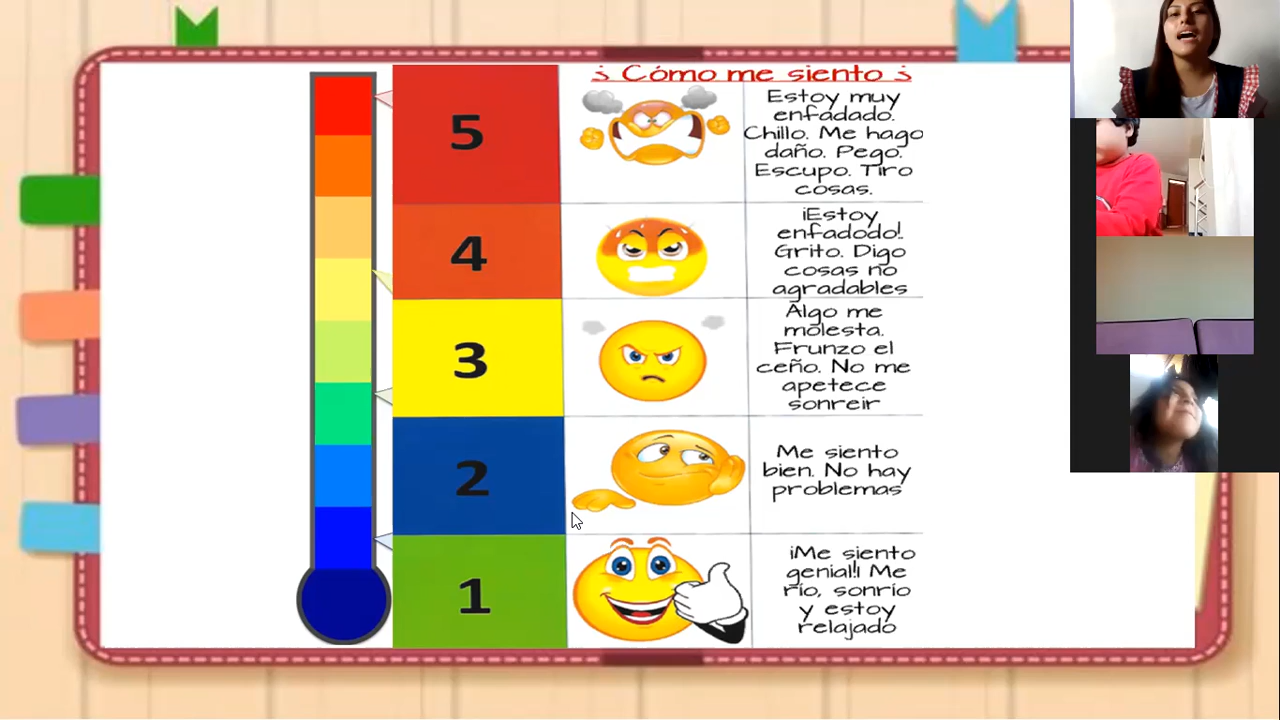 ¿ Cómo me siento ¿
5
Estoy muy
enfadado.
Chillo. Me hago
daño. Pego.
Escupo. Tiro
cosas.
4
¡Estoy
enfadodo!.
Grito. Digo
cosas no
agradables
3
Algo me
molesta.
Frunzo el
ceño. No me
apetece
sonreir
2
Me siento
bien. No hay
problemas
1
¡Me siento
genial!¡ Me
río, sonrío
y estoy
relajado